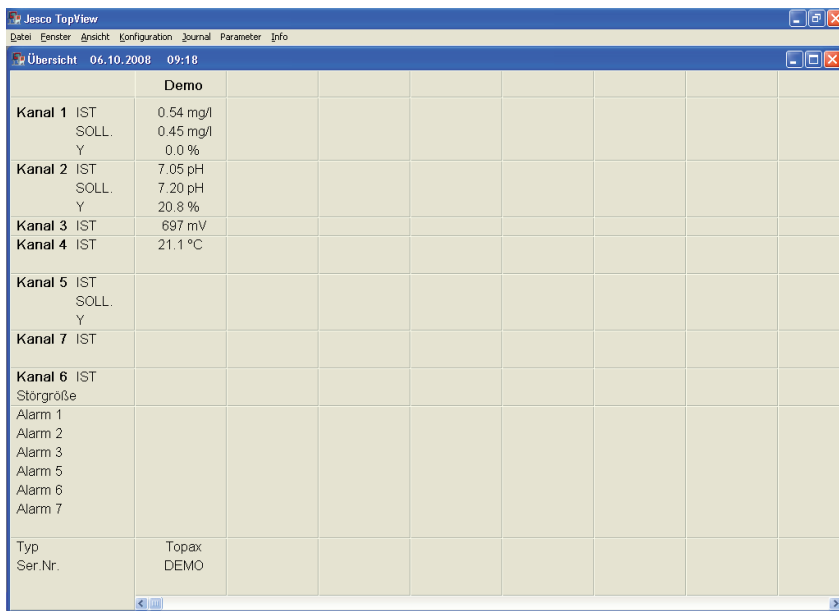 Jesco TopView
Datei Fenster Ansicht Konfiguration Journal Parameter Info
Übersicht 06.10.2008 09:18
Demo
Kanal 1 IST 0.54 mg/l
SOLL. 0.45 mg/l
Y 0.0 %
Kanal 2 IST 7.05 pH
SOLL. 7.20 pH
Y 20.8 %
Kanal 3 IST 697 mV
Kanal 4 IST 21.1 °C
Kanal 5 IST
SOLL.
Y
Kanal 7 IST
Kanal 6 IST
Störgröße
Alarm 1
Alarm 2
Alarm 3
Alarm 5
Alarm 6
Alarm 7
Typ Topax
Ser.Nr. DEMO